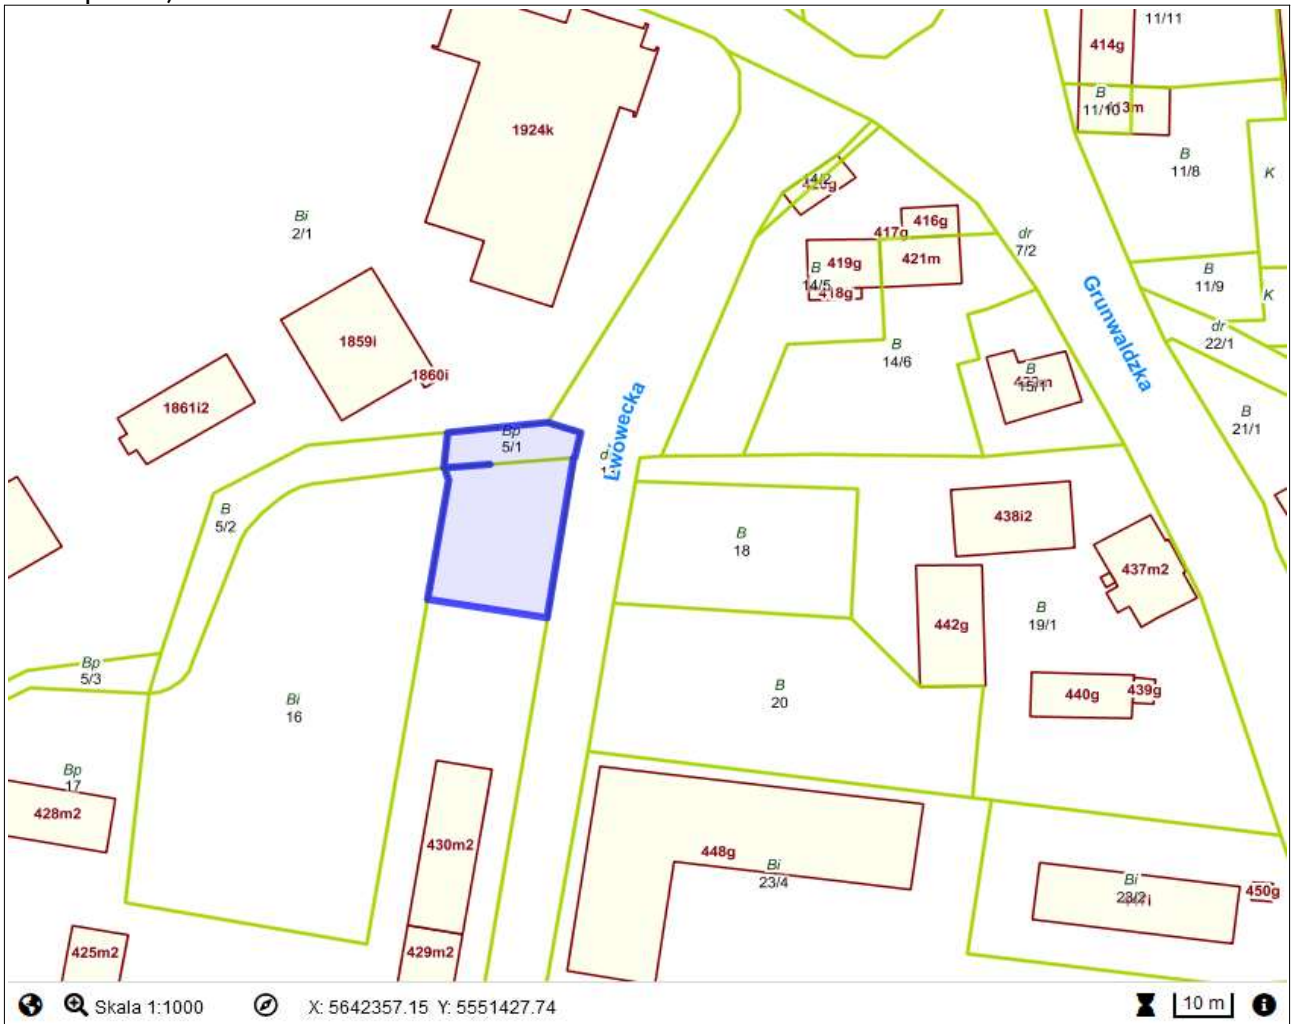 11/11
414g
B
11/10
B
11/8
K
1924k
Bi
2/1
14/2
416g
417g
421m
dr
7/2
B
419g
14/5
418g
B
11/9
K
dr
22/1
Grunwaldzka
1859i
1860i
B
14/6
B
15/1
1861i2
Lwowecka
B
21/1
Bp
5/1
B
5/2
B
18
438i2
437m2
442g
B
19/1
Bp
5/3
Bi
16
B
20
440g
439g
Bp
17
428m2
430m2
448g
Bi
23/4
Bi
450g
425m2
429m2
Skala 1:1000
X: 5642357.15 Y: 5551427.74
10 m